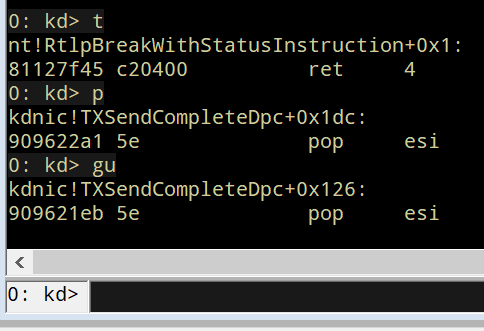 0: kd> t
nt!RtlpBreakWithStatusInstruction+0x1:
81127f45 c20400 ret 4
0: kd> p
kdnic!TXSendCompleteDpc+0x1dc:
909622a1 5e pop esi
0: kd> gu
kdnic!TXSendCompleteDpc+0x126:
909621eb 5e pop esi
0: kd>